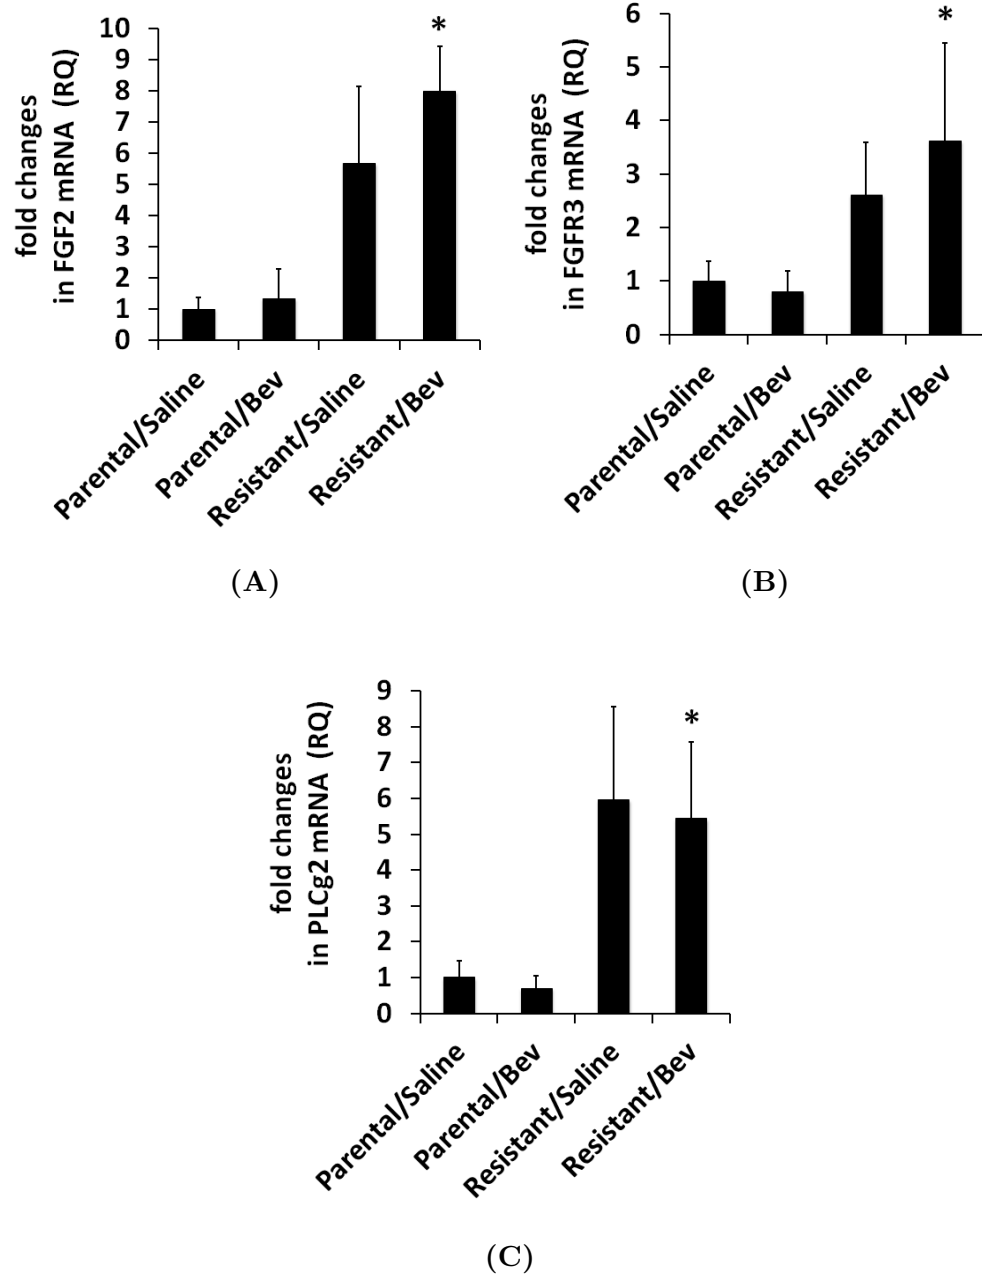 fold changes
in FGF2 mRNA (RQ)
10
9
8
7
6
5
4
3
2
1
0
*
Parental/Saline
Parental/Bev
Resistant/Saline
Resistant/Bev
(A)
fold changes
in FGFR3 mRNA (RQ)
6
5
4
3
2
1
0
*
Parental/Saline
Parental/Bev
Resistant/Saline
Resistant/Bev
(B)
fold changes
in PLCg2 mRNA (RQ)
9
8
7
6
5
4
3
2
1
0
*
Parental/Saline
Parental/Bev
Resistant/Saline
Resistant/Bev
(C)